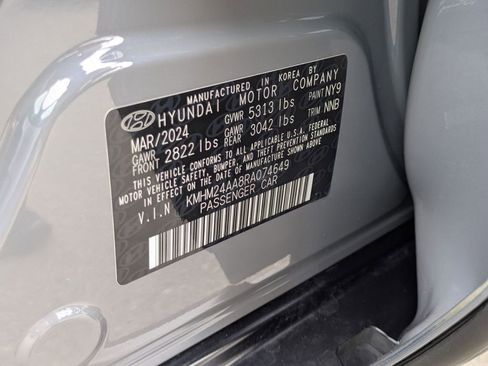 MANUFACTURED IN KOREA BY
HYUNDAI MOTOR COMPANY
MAR/2024 GVWR 5313 lbs PAINT NY9
GAWR FRONT 2822 lbs GAWR REAR 3042 lbs TRIM NNB
THIS VEHICLE CONFORMS TO ALL APPLICABLE U.S.A. FEDERAL
MOTOR VEHICLE SAFETY, BUMPER, AND THEFT STANDARDS
IN EFFECT ON THE DATE OF MANUFACTURE SHOWN ABOVE.
V.I.N KMHM24AA8RA074649
PASSENGER CAR